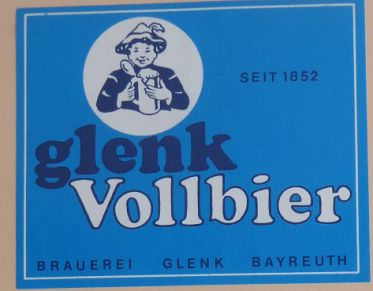 SEIT 1852
glenk
Vollbier
BRAUEREI GLENK BAYREUTH